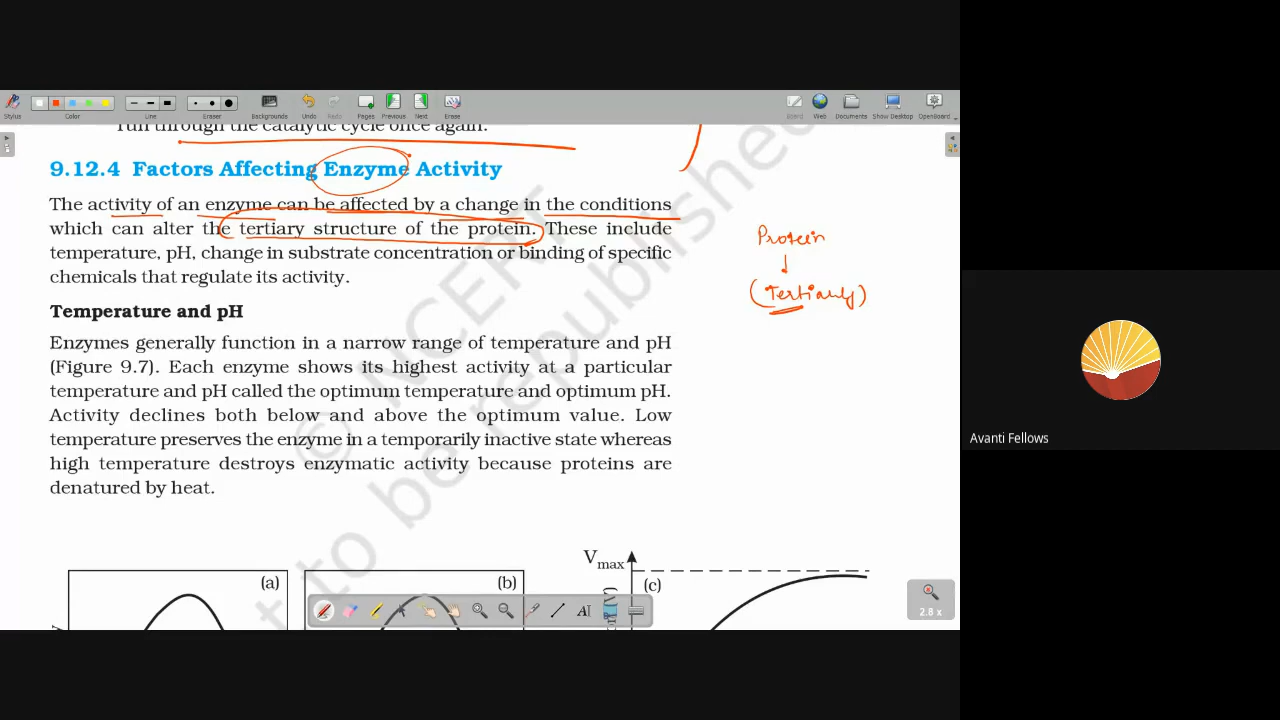 Stylus
Color
Line
Eraser
Backgrounds
Undo
Redo
Pages
Previous
Next
Erase
Board
Web
Documents
Show Desktop
OpenBoard
run through the catalytic cycle once again.
9.12.4 Factors Affecting Enzyme Activity
The activity of an enzyme can be affected by a change in the conditions
which can alter the tertiary structure of the protein. These include
temperature, pH, change in substrate concentration or binding of specific
chemicals that regulate its activity.
Protein
↓
(Tertiary)
Temperature and pH
Enzymes generally function in a narrow range of temperature and pH
(Figure 9.7). Each enzyme shows its highest activity at a particular
temperature and pH called the optimum temperature and optimum pH.
Activity declines both below and above the optimum value. Low
temperature preserves the enzyme in a temporarily inactive state whereas
high temperature destroys enzymatic activity because proteins are
denatured by heat.
© NCERT
t to be republished
Vmax
(a)
(b)
(c)
2.8 x
Avanti Fellows